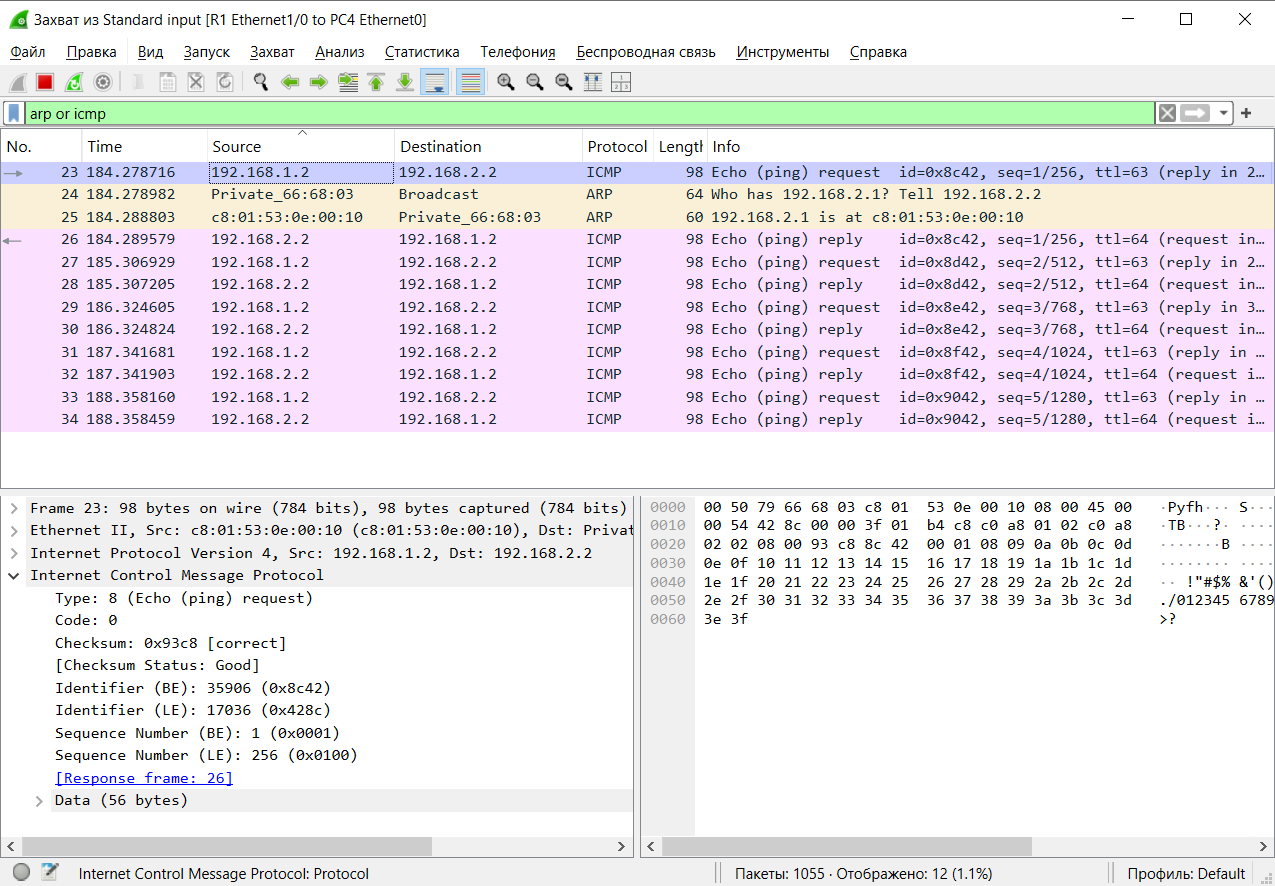 Захват из Standard input [R1 Ethernet1/0 to PC4 Ethernet0]
Файл Правка Вид Запуск Захват Анализ Статистика Телефония Беспроводная связь Инструменты Справка
arp or icmp
No. Time Source Destination Protocol Length Info
23 184.278716 192.168.1.2 192.168.2.2 ICMP 98 Echo (ping) request id=0x8c42, seq=1/256, ttl=63 (reply in 2…
24 184.278982 Private_66:68:03 Broadcast ARP 64 Who has 192.168.2.1? Tell 192.168.2.2
25 184.288803 c8:01:53:0e:00:10 Private_66:68:03 ARP 60 192.168.2.1 is at c8:01:53:0e:00:10
26 184.289579 192.168.2.2 192.168.1.2 ICMP 98 Echo (ping) reply id=0x8c42, seq=1/256, ttl=64 (request in…
27 185.306929 192.168.1.2 192.168.2.2 ICMP 98 Echo (ping) request id=0x8d42, seq=2/512, ttl=63 (reply in 2…
28 185.307205 192.168.2.2 192.168.1.2 ICMP 98 Echo (ping) reply id=0x8d42, seq=2/512, ttl=64 (request in…
29 186.324605 192.168.1.2 192.168.2.2 ICMP 98 Echo (ping) request id=0x8e42, seq=3/768, ttl=63 (reply in 3…
30 186.324824 192.168.2.2 192.168.1.2 ICMP 98 Echo (ping) reply id=0x8e42, seq=3/768, ttl=64 (request in…
31 187.341681 192.168.1.2 192.168.2.2 ICMP 98 Echo (ping) request id=0x8f42, seq=4/1024, ttl=63 (reply in …
32 187.341903 192.168.2.2 192.168.1.2 ICMP 98 Echo (ping) reply id=0x8f42, seq=4/1024, ttl=64 (request i…
33 188.358160 192.168.1.2 192.168.2.2 ICMP 98 Echo (ping) request id=0x9042, seq=5/1280, ttl=63 (reply in …
34 188.358459 192.168.2.2 192.168.1.2 ICMP 98 Echo (ping) reply id=0x9042, seq=5/1280, ttl=64 (request i…
Frame 23: 98 bytes on wire (784 bits), 98 bytes captured (784 bits)
Ethernet II, Src: c8:01:53:0e:00:10 (c8:01:53:0e:00:10), Dst: Privat
Internet Protocol Version 4, Src: 192.168.1.2, Dst: 192.168.2.2
Internet Control Message Protocol
Type: 8 (Echo (ping) request)
Code: 0
Checksum: 0x93c8 [correct]
[Checksum Status: Good]
Identifier (BE): 35906 (0x8c42)
Identifier (LE): 17036 (0x428c)
Sequence Number (BE): 1 (0x0001)
Sequence Number (LE): 256 (0x0100)
[Response frame: 26]
Data (56 bytes)
0000 00 50 79 66 68 03 c8 01 53 0e 00 10 08 00 45 00 ·Pyfh··· S···
0010 00 54 42 8c 00 00 3f 01 b4 c8 c0 a8 01 02 c0 a8 ·TB···?· ····
0020 02 02 08 00 93 c8 8c 42 00 01 08 09 0a 0b 0c 0d ·······B ····
0030 0e 0f 10 11 12 13 14 15 16 17 18 19 1a 1b 1c 1d ········ ····
0040 1e 1f 20 21 22 23 24 25 26 27 28 29 2a 2b 2c 2d ·· !"#$% &'()
0050 2e 2f 30 31 32 33 34 35 36 37 38 39 3a 3b 3c 3d ./012345 6789
0060 3e 3f >?
Internet Control Message Protocol: Protocol
Пакеты: 1055 · Отображено: 12 (1.1%)
Профиль: Default